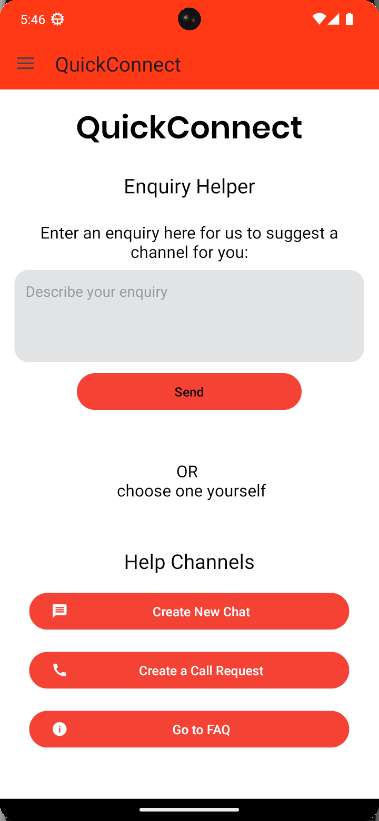 5:46
QuickConnect
QuickConnect
Enquiry Helper
Enter an enquiry here for us to suggest a
channel for you:
Describe your enquiry
Send
OR
choose one yourself
Help Channels
Create New Chat
Create a Call Request
Go to FAQ